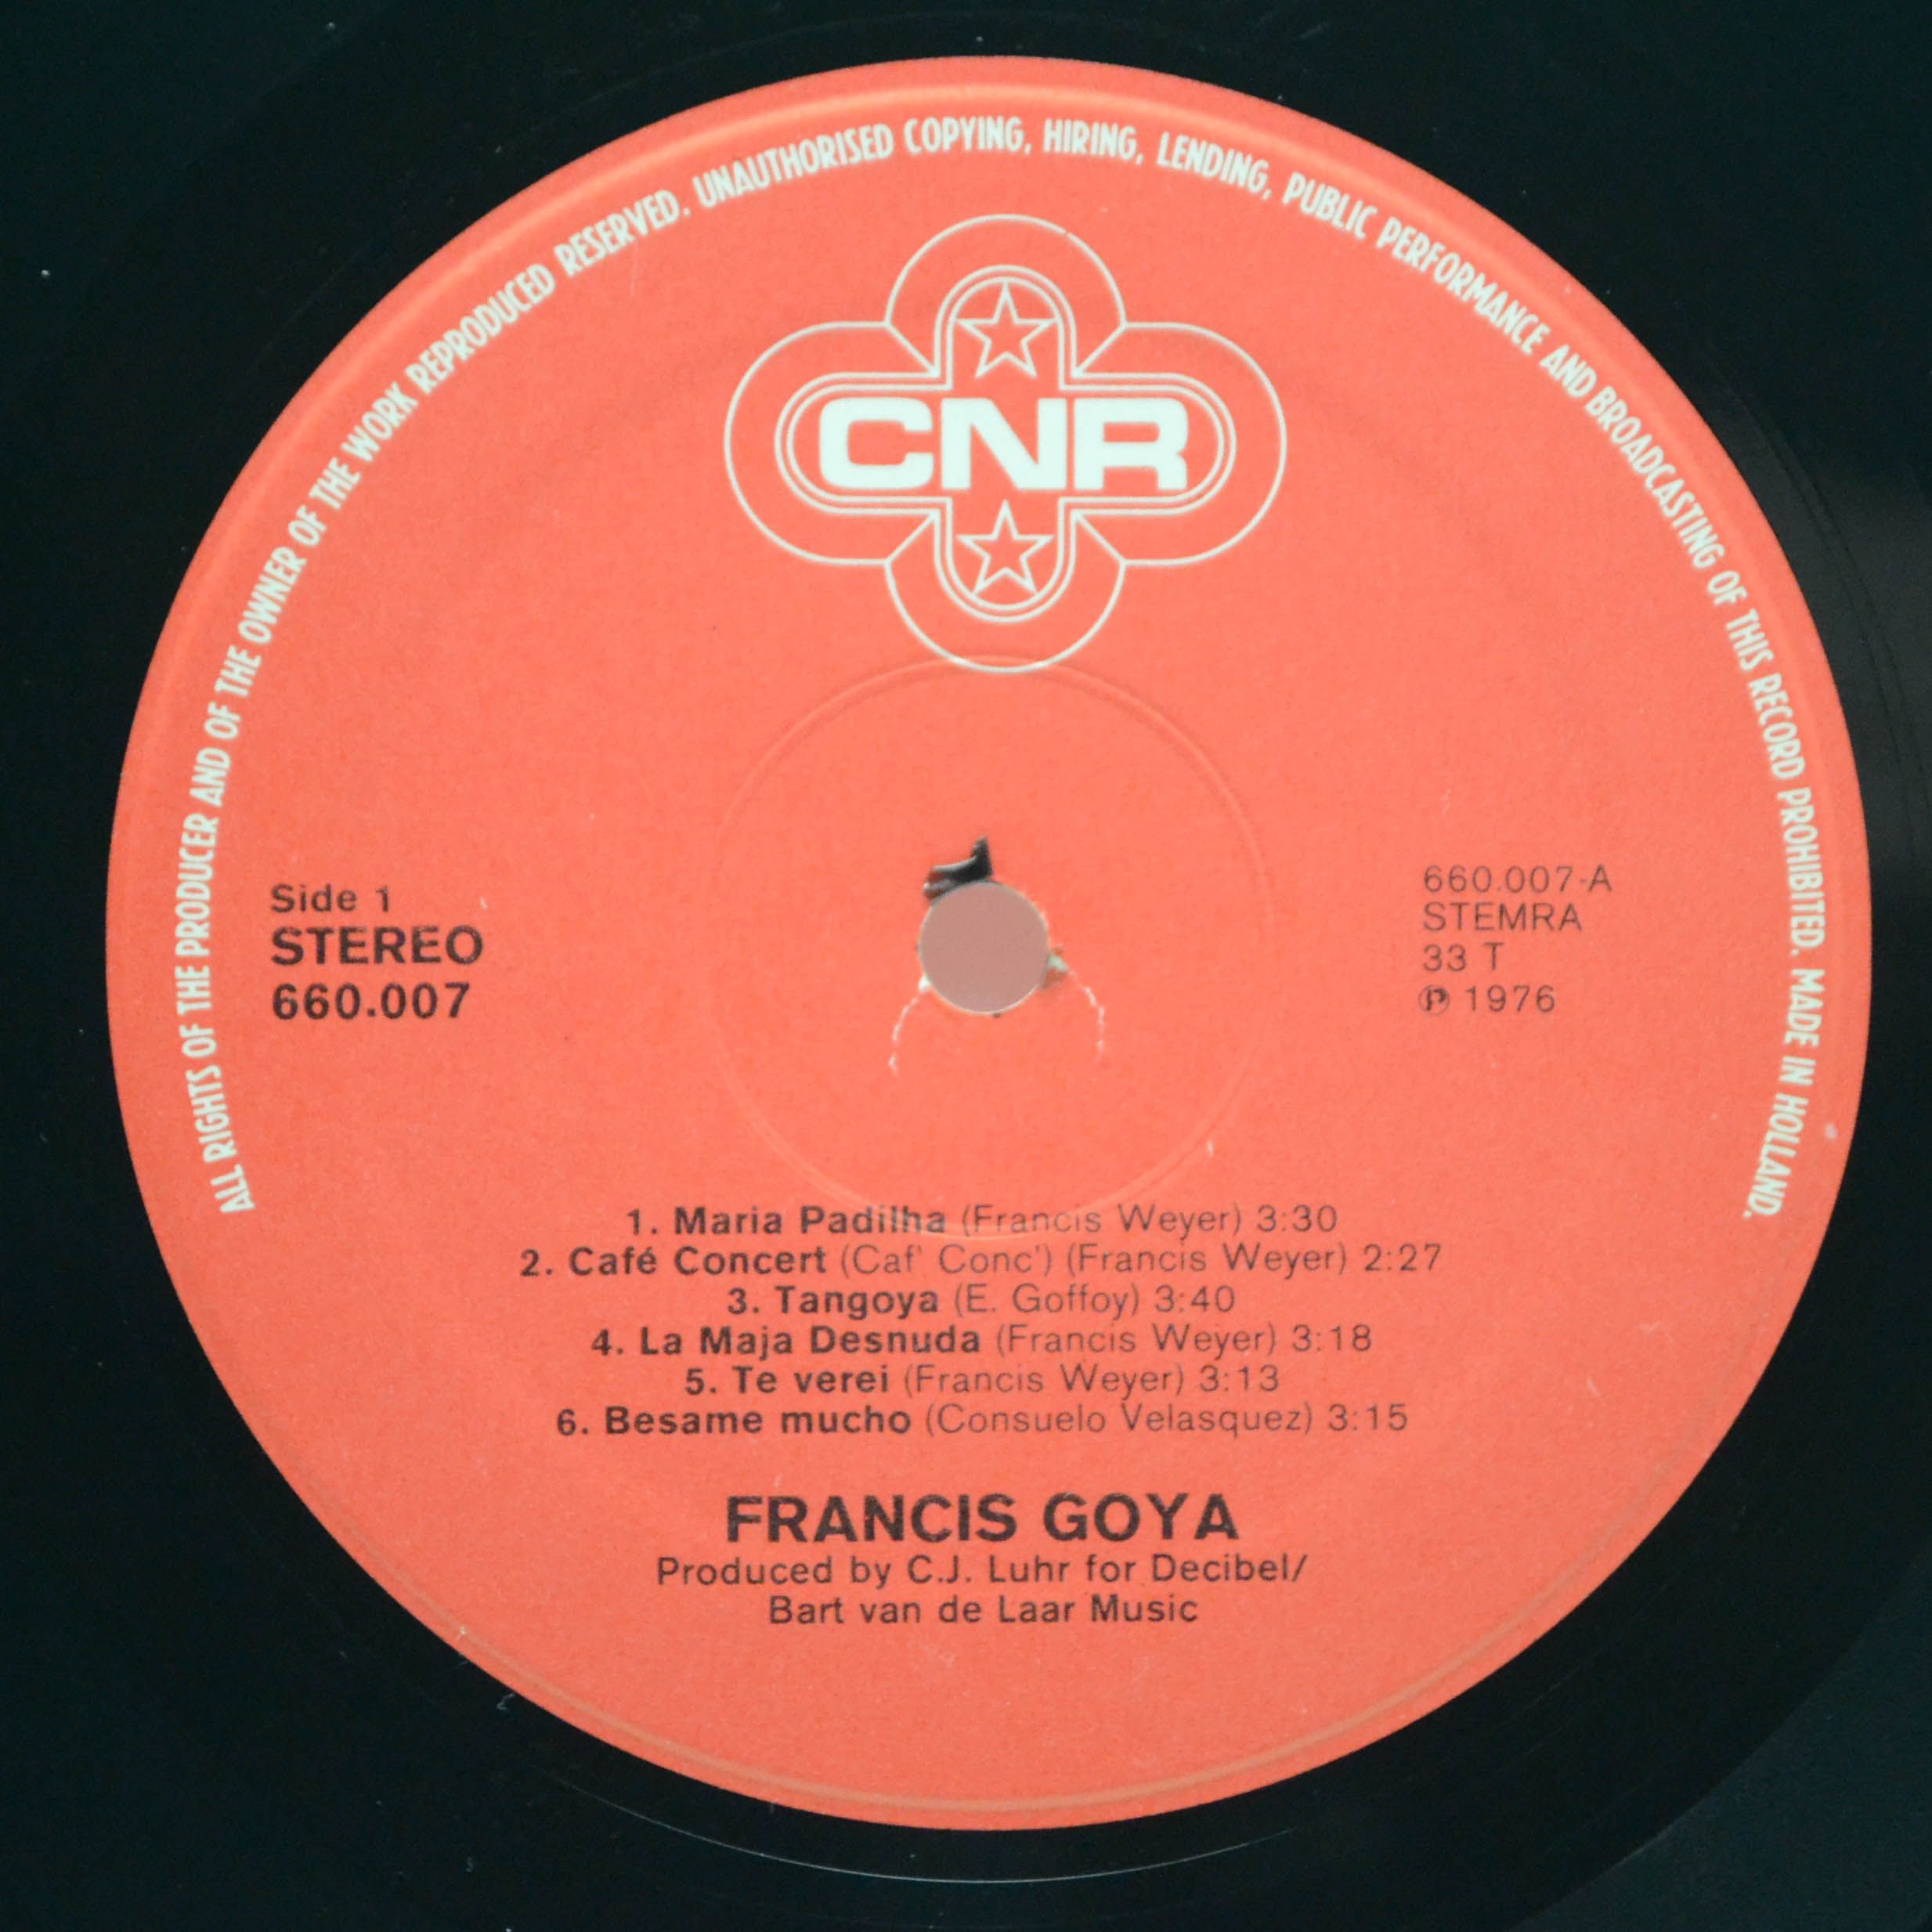 ALL RIGHTS OF THE PRODUCER AND OF THE OWNER OF THE WORK REPRODUCED RESERVED. UNAUTHORISED COPYING, HIRING, LENDING, PUBLIC PERFORMANCE AND BROADCASTING OF THIS RECORD PROHIBITED. MADE IN HOLLAND.
CNR
Side 1
STEREO
660.007
660.007-A
STEMRA
33 T
℗ 1976
1. Maria Padilha (Francis Weyer) 3:30
2. Café Concert (Caf' Conc') (Francis Weyer) 2:27
3. Tangoya (E. Goffoy) 3:40
4. La Maja Desnuda (Francis Weyer) 3:18
5. Te verei (Francis Weyer) 3:13
6. Besame mucho (Consuelo Velasquez) 3:15
FRANCIS GOYA
Produced by C.J. Luhr for Decibel/
Bart van de Laar Music